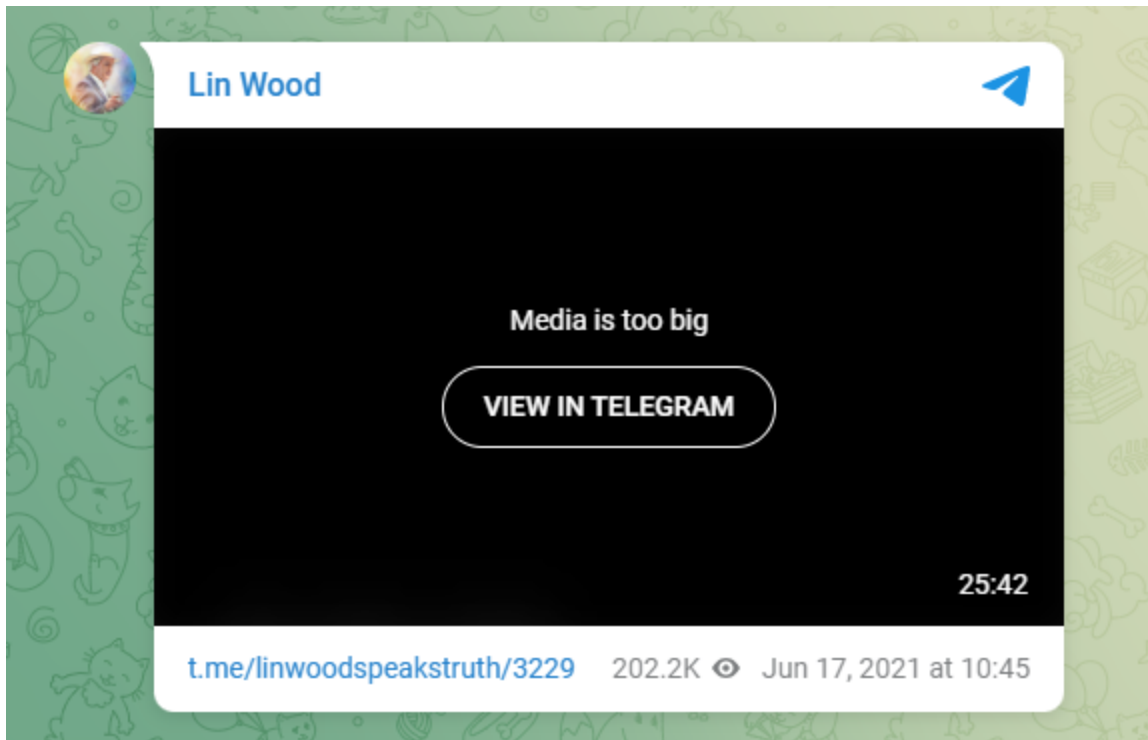 Lin Wood
Media is too big
VIEW IN TELEGRAM
25:42
t.me/linwoodspeakstruth/3229 202.2K Jun 17, 2021 at 10:45